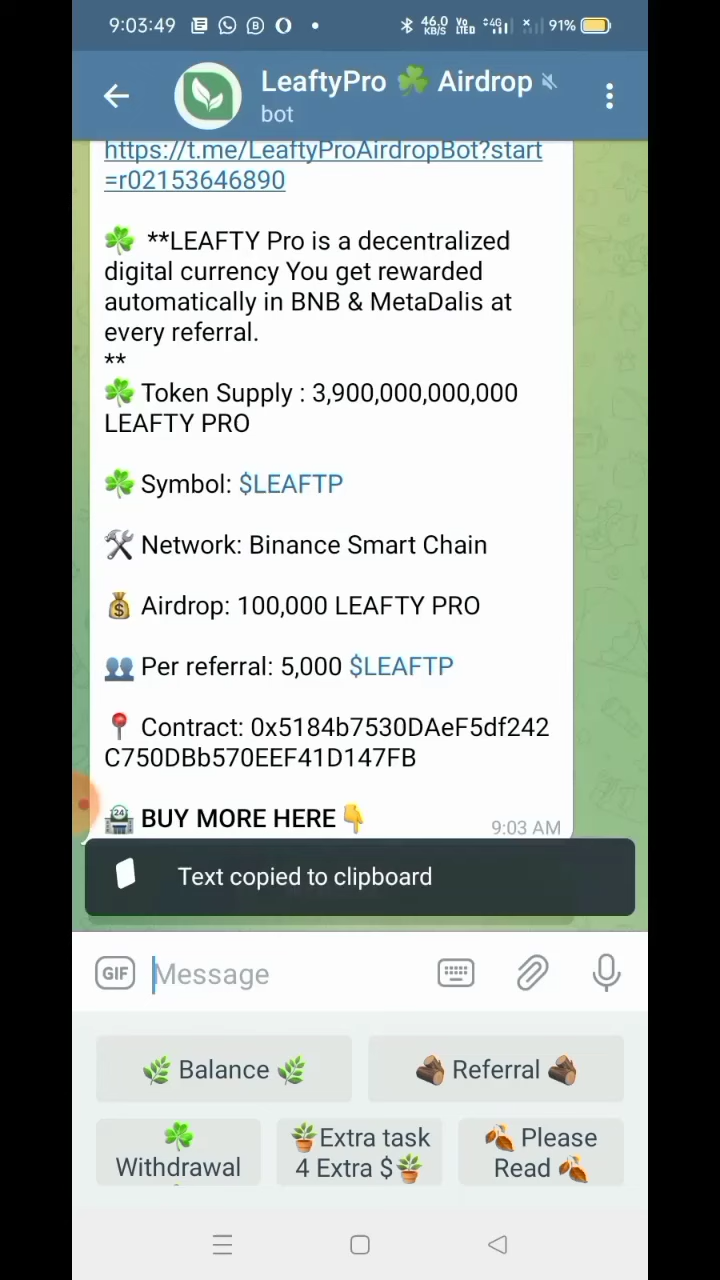 9:03:49 46.0 KB/S Vo LTED 4G 91%
LeaftyPro ☘️ Airdrop
bot
https://t.me/LeaftyProAirdropBot?start
=r02153646890
☘️ **LEAFTY Pro is a decentralized
digital currency You get rewarded
automatically in BNB & MetaDalis at
every referral.
**
☘️ Token Supply : 3,900,000,000,000
LEAFTY PRO
☘️ Symbol: $LEAFTP
🛠 Network: Binance Smart Chain
💰 Airdrop: 100,000 LEAFTY PRO
👥 Per referral: 5,000 $LEAFTP
📍 Contract: 0x5184b7530DAeF5df242
C750DBb570EEF41D147FB
🏪 BUY MORE HERE👇
9:03 AM
Text copied to clipboard
GIF Message
🌿 Balance 🌿
🪵 Referral 🪵
☘️
Withdrawal
🪴Extra task
4 Extra $🪴
🍂 Please
Read 🍂